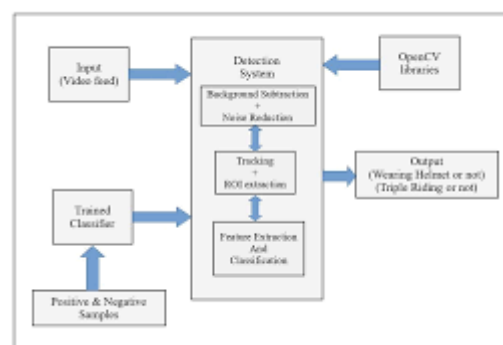 Input
(Video feed)
Detection
System
OpenCV
libraries
Background Subtraction
+
Noise Reduction
Tracking
+
ROI extraction
Output
(Wearing Helmet or not)
(Triple Riding or not)
Trained
Classifier
Feature Extraction
And
Classification
Positive & Negative
Samples